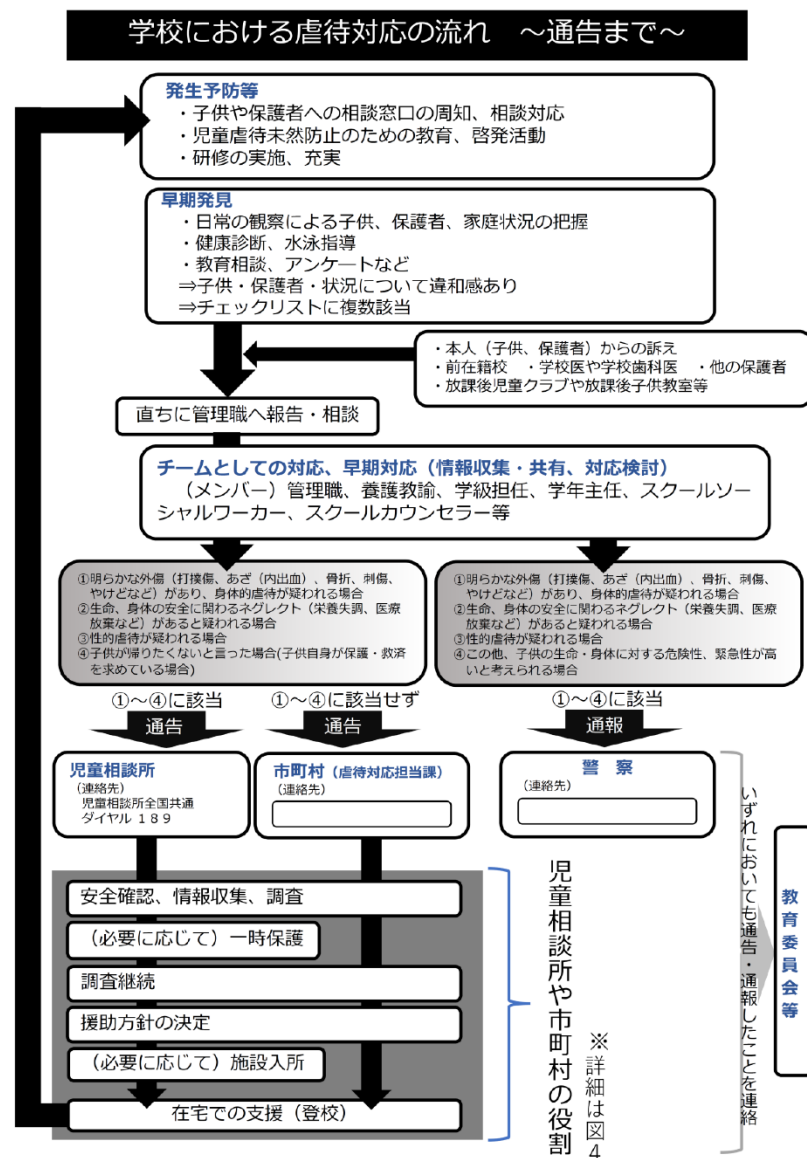 学校における虐待対応の流れ　～通告まで～
発生予防等
・子供や保護者への相談窓口の周知、相談対応
・児童虐待未然防止のための教育、啓発活動
・研修の実施、充実
早期発見
・日常の観察による子供、保護者、家庭状況の把握
・健康診断、水泳指導
・教育相談、アンケートなど
⇒子供・保護者・状況について違和感あり
⇒チェックリストに複数該当
・本人（子供、保護者）からの訴え
・前在籍校　・学校医や学校歯科医　・他の保護者
・放課後児童クラブや放課後子供教室等
直ちに管理職へ報告・相談
チームとしての対応、早期対応（情報収集・共有、対応検討）
（メンバー）管理職、養護教諭、学級担任、学年主任、スクールソー
シャルワーカー、スクールカウンセラー等
①明らかな外傷（打撲傷、あざ（内出血）、骨折、刺傷、
やけどなど）があり、身体的虐待が疑われる場合
②生命、身体の安全に関わるネグレクト（栄養失調、医療
放棄など）があると疑われる場合
③性的虐待が疑われる場合
④子供が帰りたくないと言った場合(子供自身が保護・救済
を求めている場合)
①明らかな外傷（打撲傷、あざ（内出血）、骨折、刺傷、
やけどなど）があり、身体的虐待が疑われる場合
②生命、身体の安全に関わるネグレクト（栄養失調、医療
放棄など）があると疑われる場合
③性的虐待が疑われる場合
④この他、子供の生命・身体に対する危険性、緊急性が高
いと考えられる場合
①～④に該当
①～④に該当せず
①～④に該当
通告
通告
通報
児童相談所
（連絡先）
児童相談所全国共通
ダイヤル １８９
市町村（虐待対応担当課）
（連絡先）
警　察
（連絡先）
安全確認、情報収集、調査
（必要に応じて）一時保護
調査継続
援助方針の決定
（必要に応じて）施設入所
在宅での支援（登校）
児童相談所や市町村の役割
※詳細は図４
いずれにおいても通告・通報したことを連絡
教育委員会等